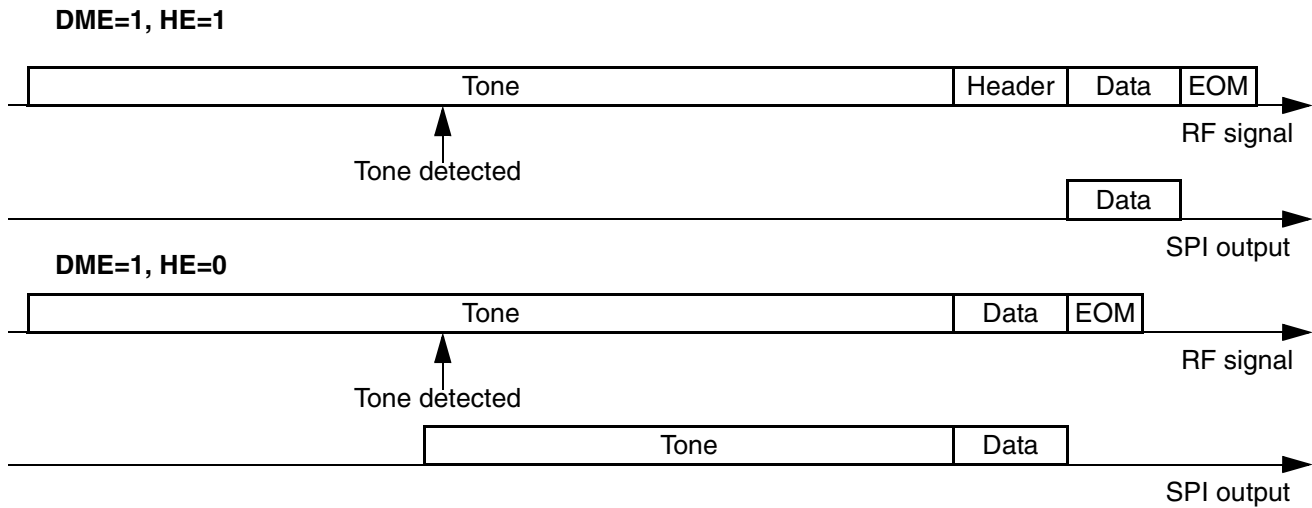 DME=1, HE=1
Tone Header Data EOM
RF signal
Tone detected
Data
SPI output
DME=1, HE=0
Tone Data EOM
RF signal
Tone detected
Tone Data
SPI output